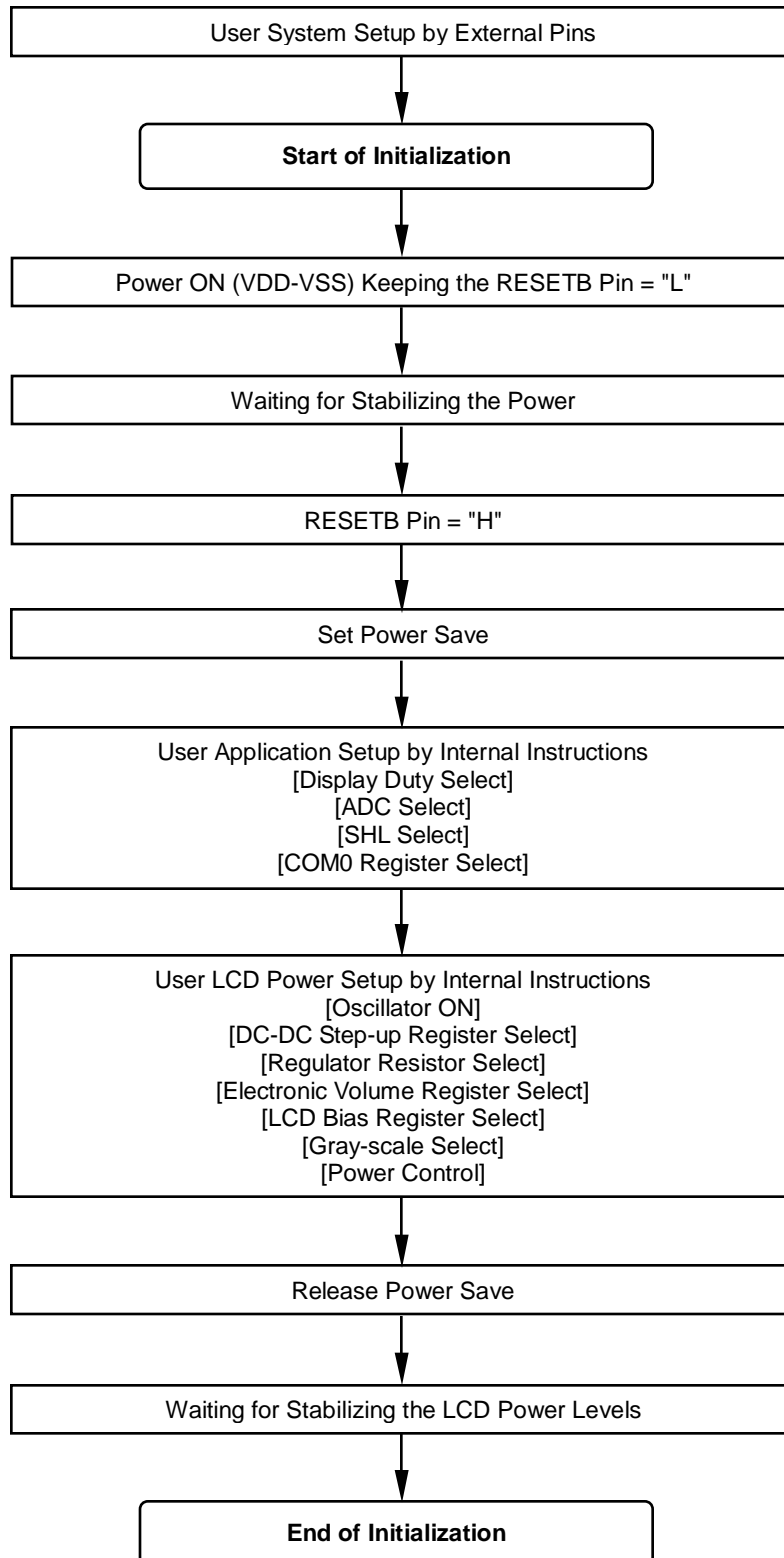 User System Setup by External Pins
Start of Initialization
Power ON (VDD-VSS) Keeping the RESETB Pin = "L"
Waiting for Stabilizing the Power
RESETB Pin = "H"
Set Power Save
User Application Setup by Internal Instructions
[Display Duty Select]
[ADC Select]
[SHL Select]
[COM0 Register Select]
User LCD Power Setup by Internal Instructions
[Oscillator ON]
[DC-DC Step-up Register Select]
[Regulator Resistor Select]
[Electronic Volume Register Select]
[LCD Bias Register Select]
[Gray-scale Select]
[Power Control]
Release Power Save
Waiting for Stabilizing the LCD Power Levels
End of Initialization